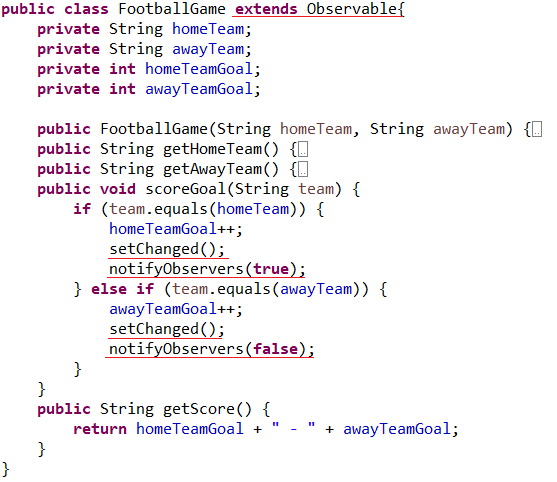 public class FootballGame extends Observable{
    private String homeTeam;
    private String awayTeam;
    private int homeTeamGoal;
    private int awayTeamGoal;

    public FootballGame(String homeTeam, String awayTeam) {..
    public String getHomeTeam() {..
    public String getAwayTeam() {..
    public void scoreGoal(String team) {
        if (team.equals(homeTeam)) {
            homeTeamGoal++;
            setChanged();
            notifyObservers(true);
        } else if (team.equals(awayTeam)) {
            awayTeamGoal++;
            setChanged();
            notifyObservers(false);
        }
    }
    public String getScore() {
        return homeTeamGoal + " - " + awayTeamGoal;
    }
}